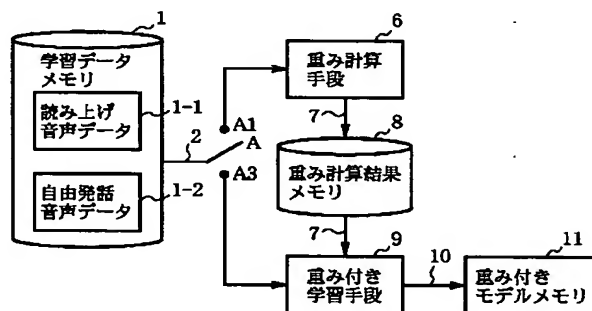 1
学習データ
メモリ
読み上げ
音声データ
1-1
自由発話
音声データ
1-2
2
A1
A
A3
6
重み計算
手段
7
8
重み計算結果
メモリ
7
9
重み付き
学習手段
10
11
重み付き
モデルメモリ